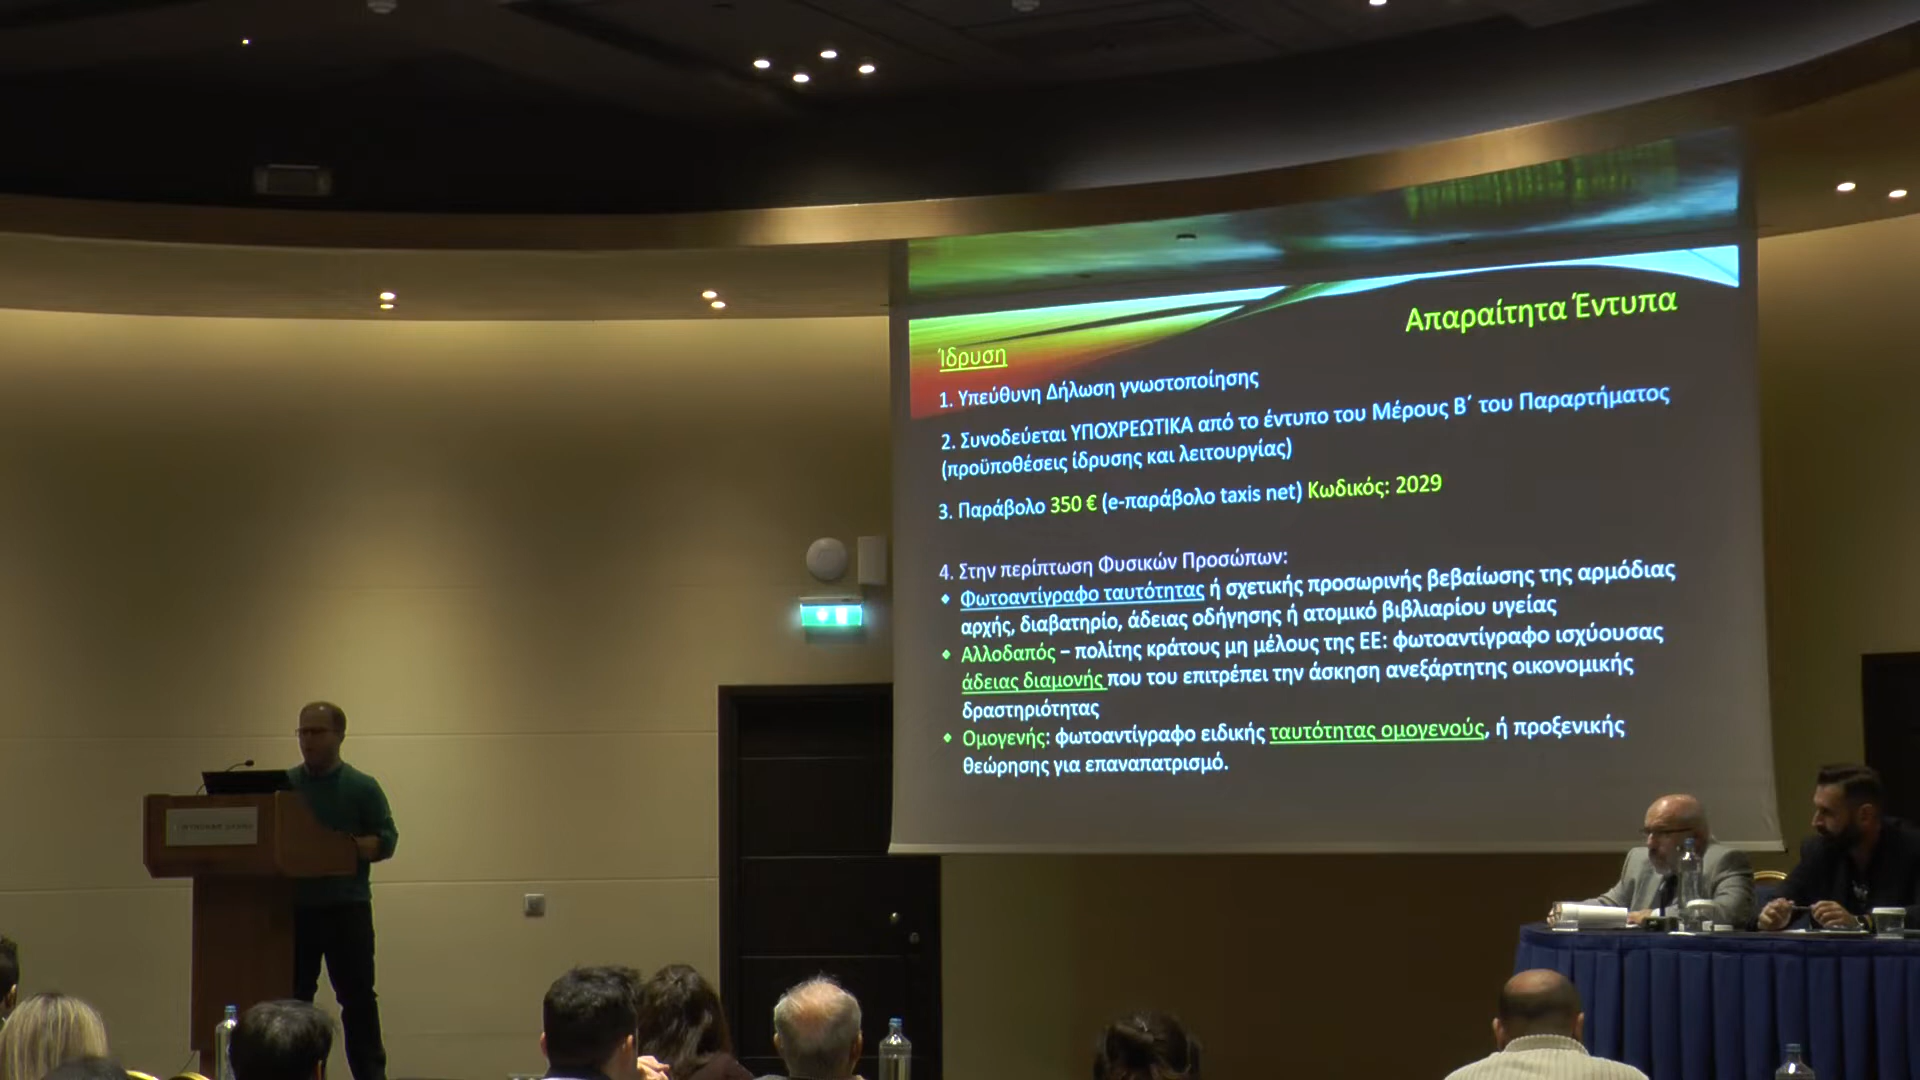 Απαραίτητα Έντυπα
Ίδρυση
1. Υπεύθυνη Δήλωση γνωστοποίησης
2. Συνοδεύεται ΥΠΟΧΡΕΩΤΙΚΑ από το έντυπο του Μέρους Β΄ του Παραρτήματος
(προϋποθέσεις ίδρυσης και λειτουργίας)
3. Παράβολο 350 € (e-παράβολο taxis net) Κωδικός: 2029
4. Στην περίπτωση Φυσικών Προσώπων:
Φωτοαντίγραφο ταυτότητας ή σχετικής προσωρινής βεβαίωσης της αρμόδιας
αρχής, διαβατηρίο, άδειας οδήγησης ή ατομικό βιβλιαρίου υγείας
Αλλοδαπός – πολίτης κράτους μη μέλους της ΕΕ: φωτοαντίγραφο ισχύουσας
άδειας διαμονής που του επιτρέπει την άσκηση ανεξάρτητης οικονομικής
δραστηριότητας
Ομογενής: φωτοαντίγραφο ειδικής ταυτότητας ομογενούς, ή προξενικής
θεώρησης για επαναπατρισμό.